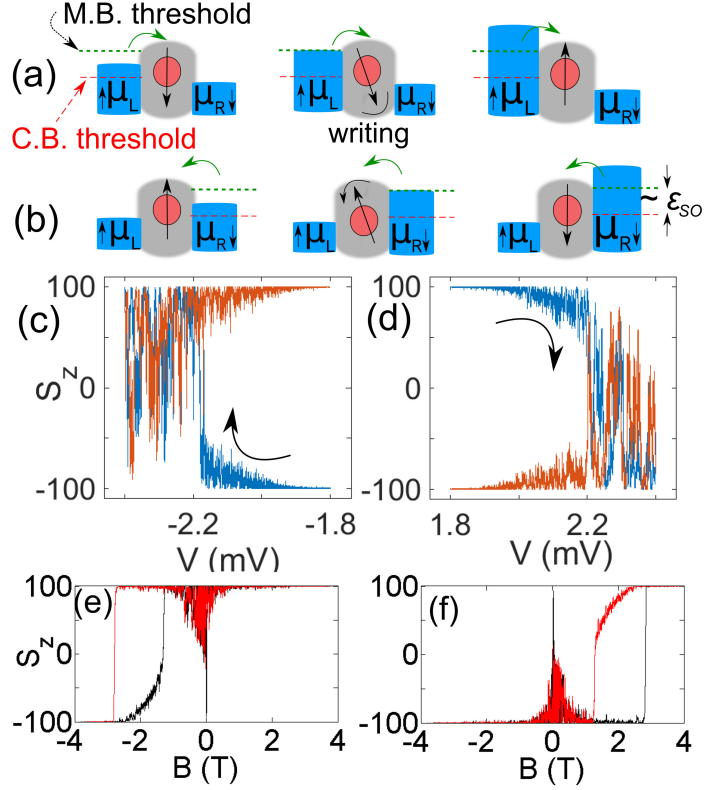 M.B. threshold
(a)
μL μR μL μR μL μR
C.B. threshold
writing
(b)
μL μR μL μR μL μR ~ εSO
(c) (d)
100 100
Sz 0 0
-100 -100
-2.2 -1.8 1.8 2.2
V (mV) V (mV)
(e) (f)
100 100
Sz 0 0
-100 -100
-4 -2 0 2 4 -4 -2 0 2 4
B (T) B (T)